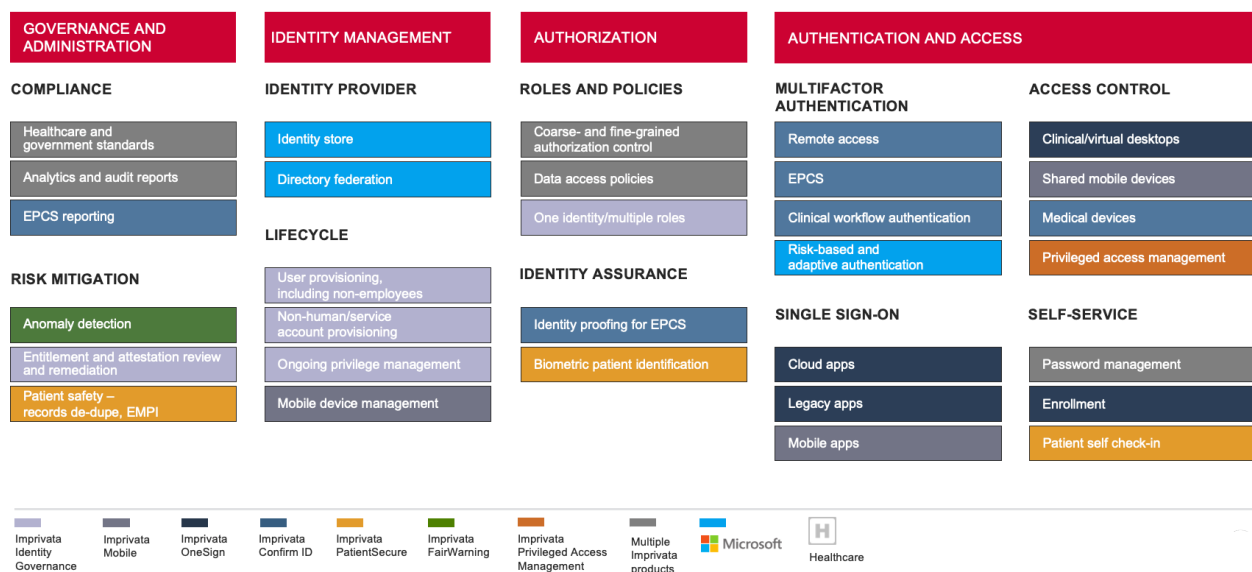 GOVERNANCE AND
ADMINISTRATION
COMPLIANCE
Healthcare and
government standards
Analytics and audit reports
EPCS reporting
RISK MITIGATION
Anomaly detection
Entitlement and attestation review
and remediation
Patient safety –
records de-dupe, EMPI
IDENTITY MANAGEMENT
IDENTITY PROVIDER
Identity store
Directory federation
LIFECYCLE
User provisioning,
including non-employees
Non-human/service
account provisioning
Ongoing privilege management
Mobile device management
AUTHORIZATION
ROLES AND POLICIES
Coarse- and fine-grained
authorization control
Data access policies
One identity/multiple roles
IDENTITY ASSURANCE
Identity proofing for EPCS
Biometric patient identification
AUTHENTICATION AND ACCESS
MULTIFACTOR
AUTHENTICATION
Remote access
EPCS
Clinical workflow authentication
Risk-based and
adaptive authentication
SINGLE SIGN-ON
Cloud apps
Legacy apps
Mobile apps
ACCESS CONTROL
Clinical/virtual desktops
Shared mobile devices
Medical devices
Privileged access management
SELF-SERVICE
Password management
Enrollment
Patient self check-in
Imprivata
Identity
Governance
Imprivata
Mobile
Imprivata
OneSign
Imprivata
Confirm ID
Imprivata
PatientSecure
Imprivata
FairWarning
Imprivata
Privileged Access
Management
Multiple
Imprivata
products
Microsoft
H
Healthcare